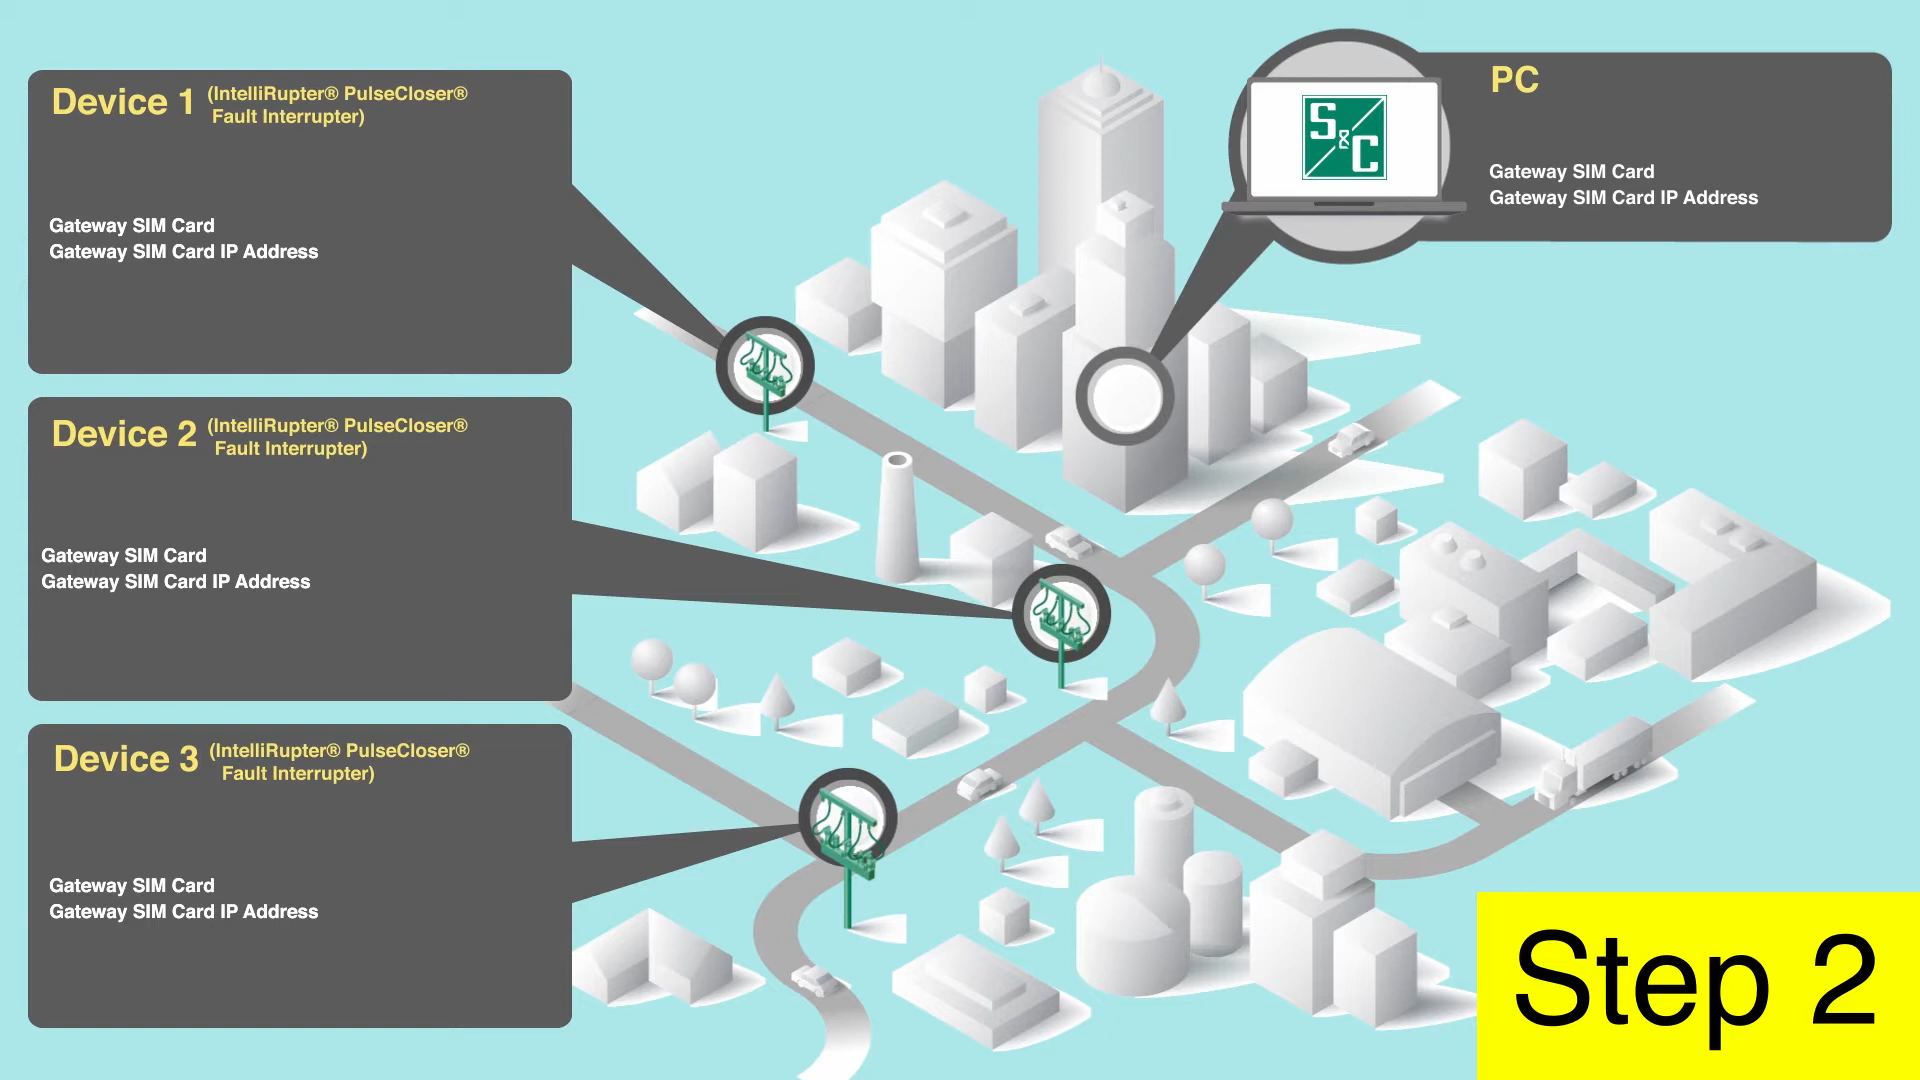 Device 1 (IntelliRupter® PulseCloser®
Fault Interrupter)
Gateway SIM Card
Gateway SIM Card IP Address
Device 2 (IntelliRupter® PulseCloser®
Fault Interrupter)
Gateway SIM Card
Gateway SIM Card IP Address
Device 3 (IntelliRupter® PulseCloser®
Fault Interrupter)
Gateway SIM Card
Gateway SIM Card IP Address
S&C
PC
Gateway SIM Card
Gateway SIM Card IP Address
Step 2